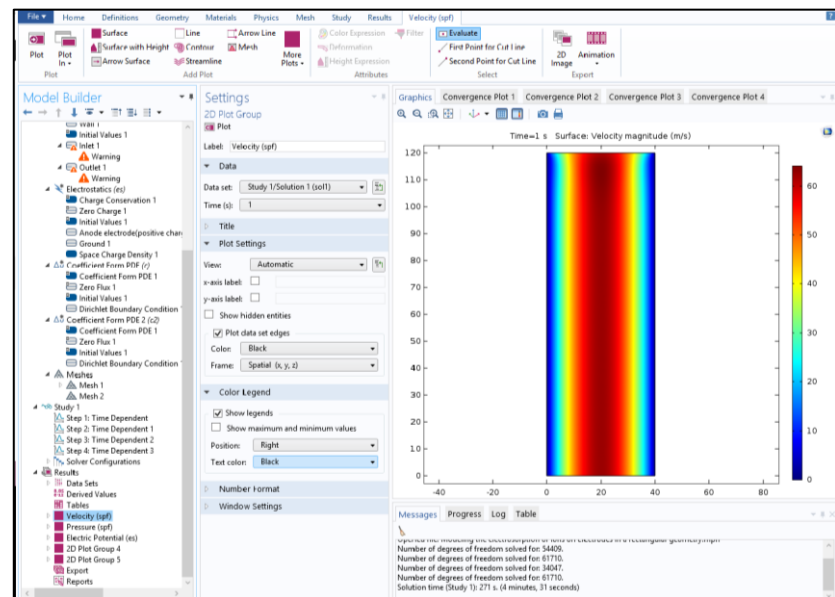 File Home Definitions Geometry Materials Physics Mesh Study Results Velocity (spf)
Plot
Plot In
Plot
Surface
Surface with Height
Arrow Surface
Line
Contour
Streamline
Arrow Line
Mesh
More Plots
Add Plot
Color Expression
Deformation
Height Expression
Filter
Attributes
Evaluate
First Point for Cut Line
Second Point for Cut Line
Select
2D Image
Animation
Export
Model Builder
Wall 1
Initial Values 1
Inlet 1
Warning
Outlet 1
Warning
Electrostatics (es)
Charge Conservation 1
Zero Charge 1
Initial Values 1
Anode electrode(positive char
Ground 1
Space Charge Density 1
Coefficient Form PDE (c)
Coefficient Form PDE 1
Zero Flux 1
Initial Values 1
Dirichlet Boundary Condition
Coefficient Form PDE 2 (c2)
Coefficient Form PDE 1
Zero Flux 1
Initial Values 1
Dirichlet Boundary Condition
Meshes
Mesh 1
Mesh 2
Study 1
Step 1: Time Dependent
Step 2: Time Dependent 1
Step 3: Time Dependent 2
Step 4: Time Dependent 3
Solver Configurations
Results
Data Sets
Derived Values
Tables
Velocity (spf)
Pressure (spf)
Electric Potential (es)
2D Plot Group 4
2D Plot Group 5
Export
Reports
Settings
2D Plot Group
Plot
Label: Velocity (spf)
Data
Data set: Study 1/Solution 1 (sol1)
Time (s): 1
Title
Plot Settings
View: Automatic
x-axis label:
y-axis label:
Show hidden entities
Plot data set edges
Color: Black
Frame: Spatial (x, y, z)
Color Legend
Show legends
Show maximum and minimum values
Position: Right
Text color: Black
Number Format
Window Settings
Graphics Convergence Plot 1 Convergence Plot 2 Convergence Plot 3 Convergence Plot 4
Time=1 s Surface: Velocity magnitude (m/s)
120
110
100
90
80
70
60
50
40
30
20
10
0
-40 -20 0 20 40 60 80
60
50
40
30
20
10
0
Messages Progress Log Table
Number of degrees of freedom solved for: 54409.
Number of degrees of freedom solved for: 61710.
Number of degrees of freedom solved for: 34047.
Number of degrees of freedom solved for: 61710.
Solution time (Study 1): 271 s. (4 minutes, 31 seconds)